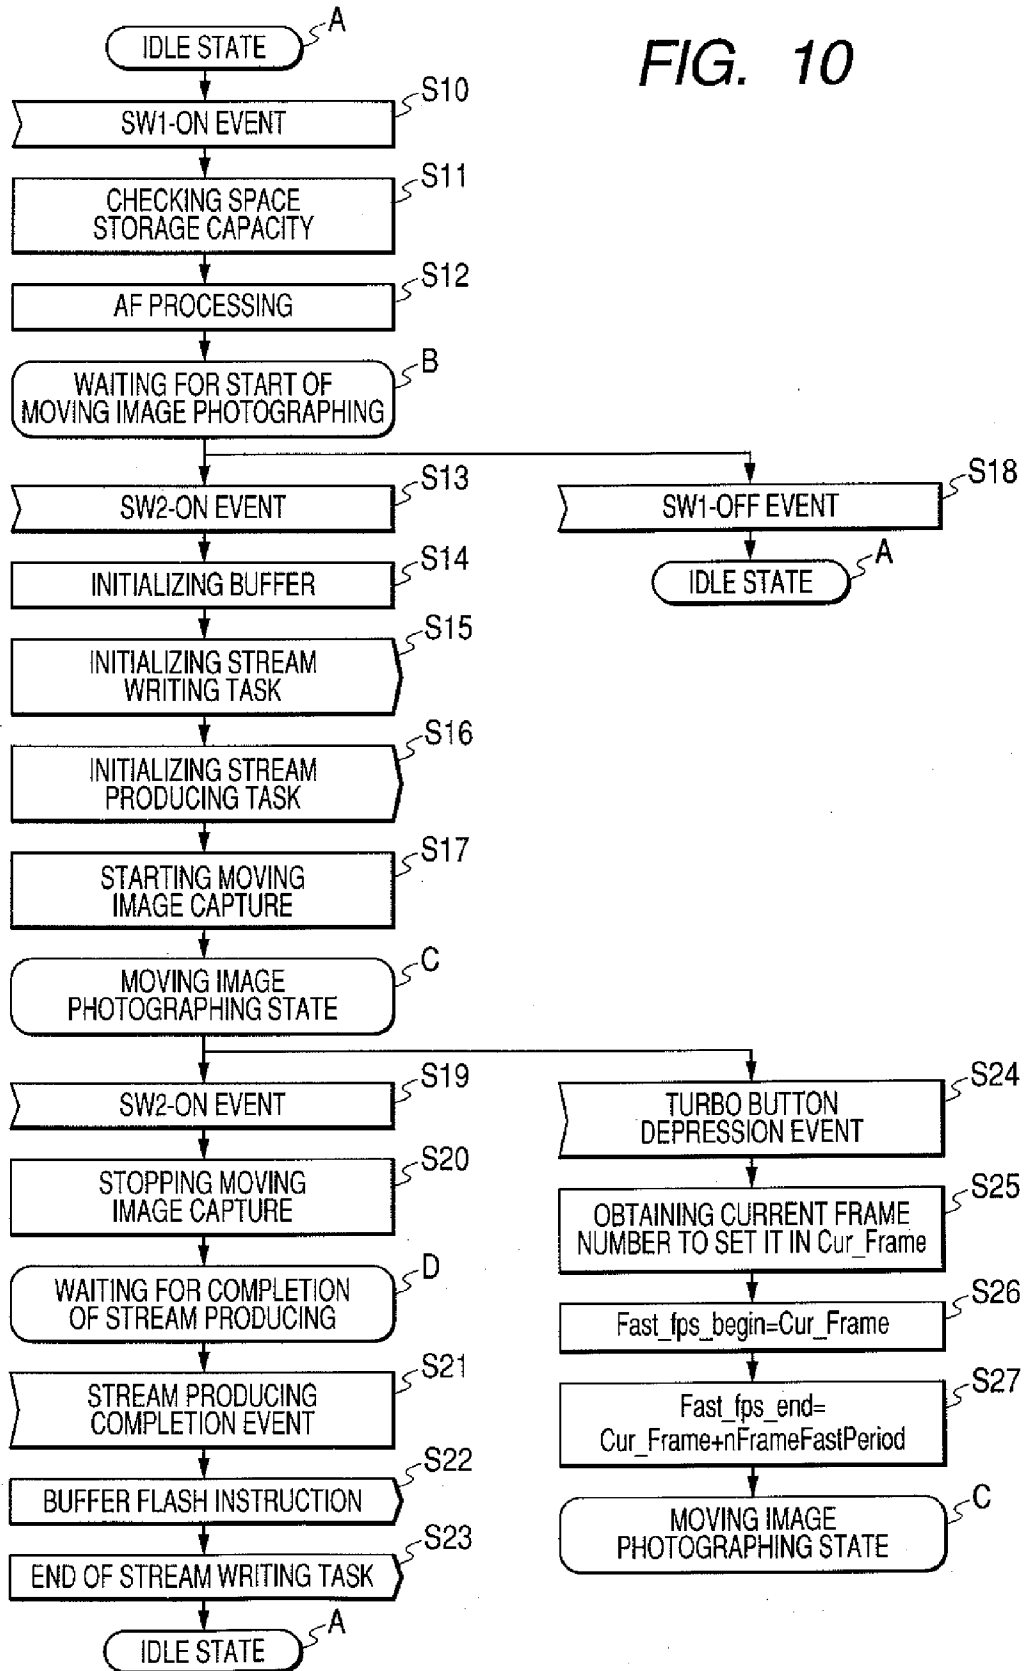 FIG. 10
IDLE STATE
A
SW1-ON EVENT
S10
CHECKING SPACE
STORAGE CAPACITY
S11
AF PROCESSING
S12
WAITING FOR START OF
MOVING IMAGE PHOTOGRAPHING
B
SW2-ON EVENT
S13
INITIALIZING BUFFER
S14
INITIALIZING STREAM
WRITING TASK
S15
INITIALIZING STREAM
PRODUCING TASK
S16
STARTING MOVING
IMAGE CAPTURE
S17
MOVING IMAGE
PHOTOGRAPHING STATE
C
SW2-ON EVENT
S19
STOPPING MOVING
IMAGE CAPTURE
S20
WAITING FOR COMPLETION
OF STREAM PRODUCING
D
STREAM PRODUCING
COMPLETION EVENT
S21
BUFFER FLASH INSTRUCTION
S22
END OF STREAM WRITING TASK
S23
IDLE STATE
A
SW1-OFF EVENT
S18
IDLE STATE
A
TURBO BUTTON
DEPRESSION EVENT
S24
OBTAINING CURRENT FRAME
NUMBER TO SET IT IN Cur_Frame
S25
Fast_fps_begin=Cur_Frame
S26
Fast_fps_end=
Cur_Frame+nFrameFastPeriod
S27
MOVING IMAGE
PHOTOGRAPHING STATE
C